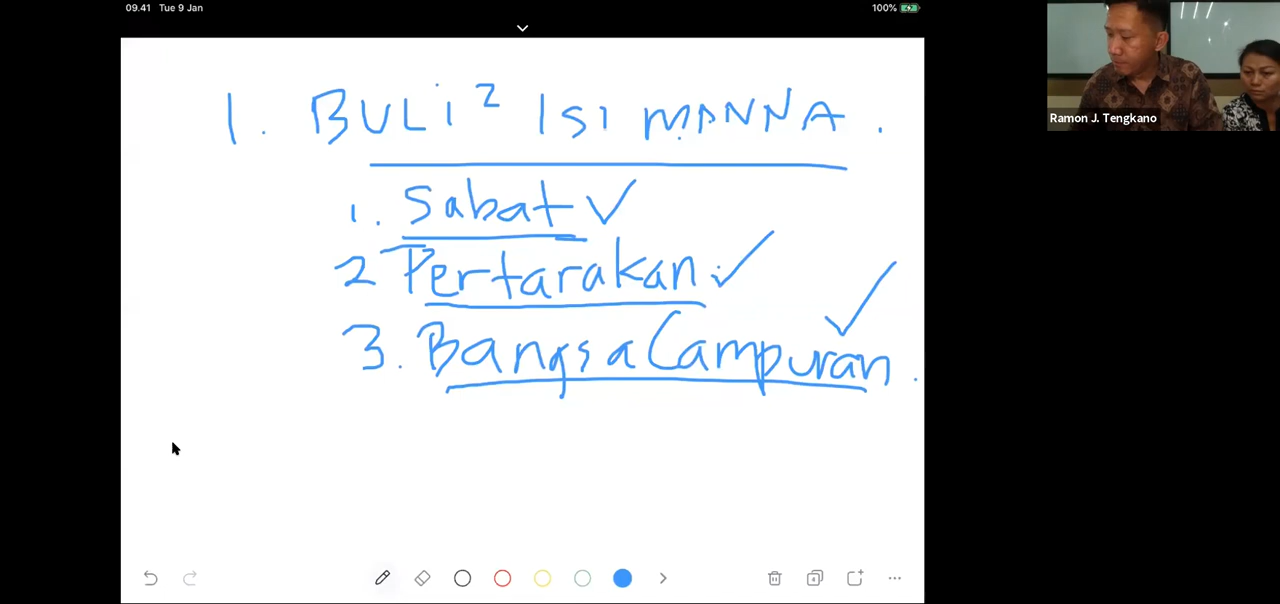 09.41 Tue 9 Jan
100%
1. BULI² ISI MANNA.
1. Sabat ✓
2 Pertarakan. ✓
3. Bangsa Campuran. ✓
Ramon J. Tengkano